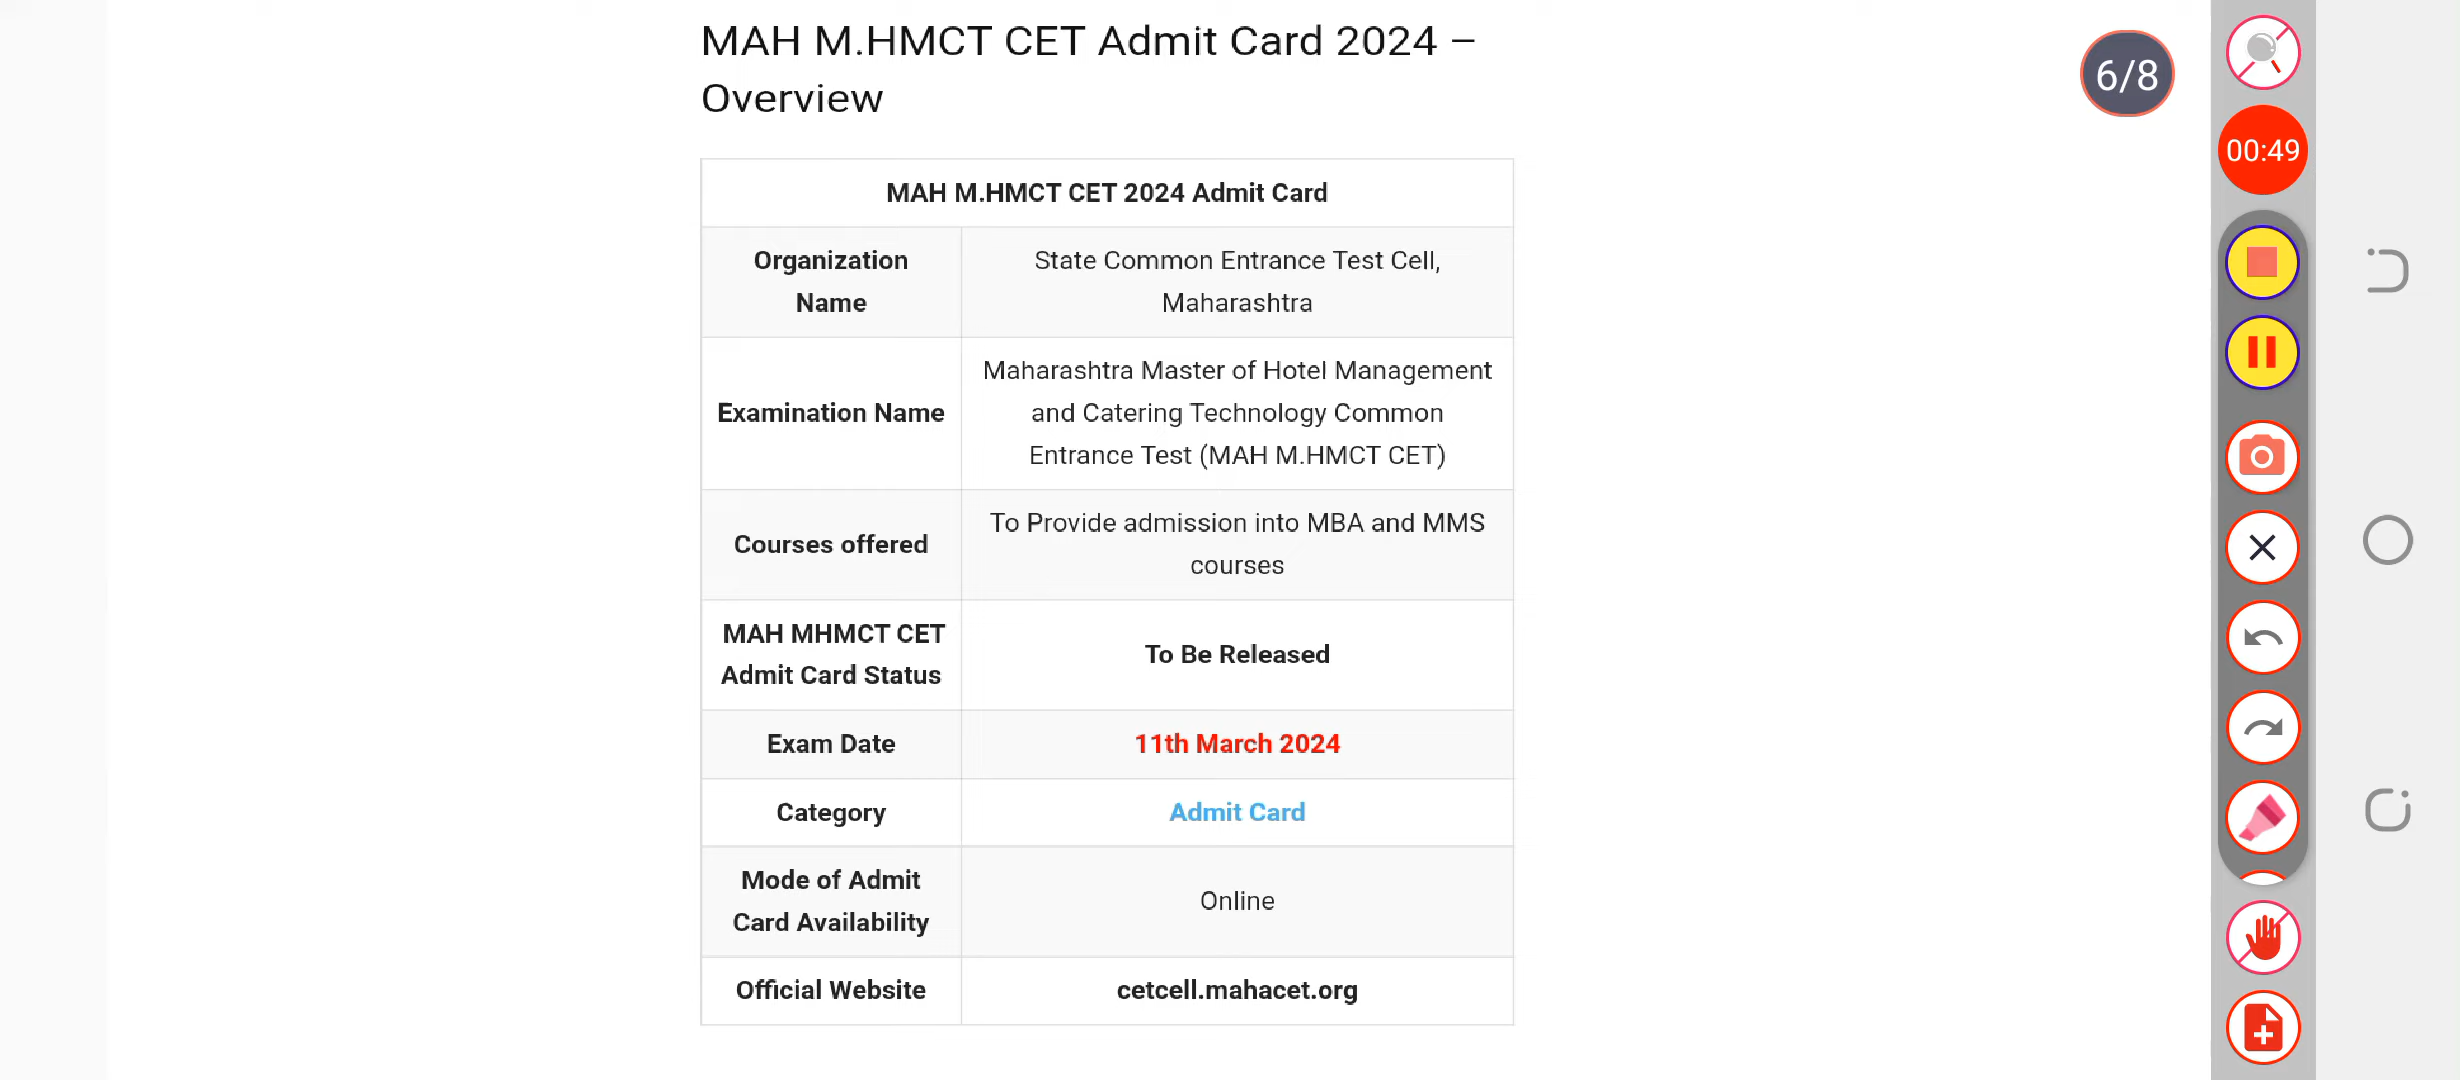 MAH M.HMCT CET Admit Card 2024 –
Overview
6/8
00:49
MAH M.HMCT CET 2024 Admit Card
Organization
Name
State Common Entrance Test Cell,
Maharashtra
Examination Name
Maharashtra Master of Hotel Management
and Catering Technology Common
Entrance Test (MAH M.HMCT CET)
Courses offered
To Provide admission into MBA and MMS
courses
MAH MHMCT CET
Admit Card Status
To Be Released
Exam Date
11th March 2024
Category
Admit Card
Mode of Admit
Card Availability
Online
Official Website
cetcell.mahacet.org